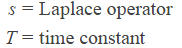 s = Laplace operator
T = time constant